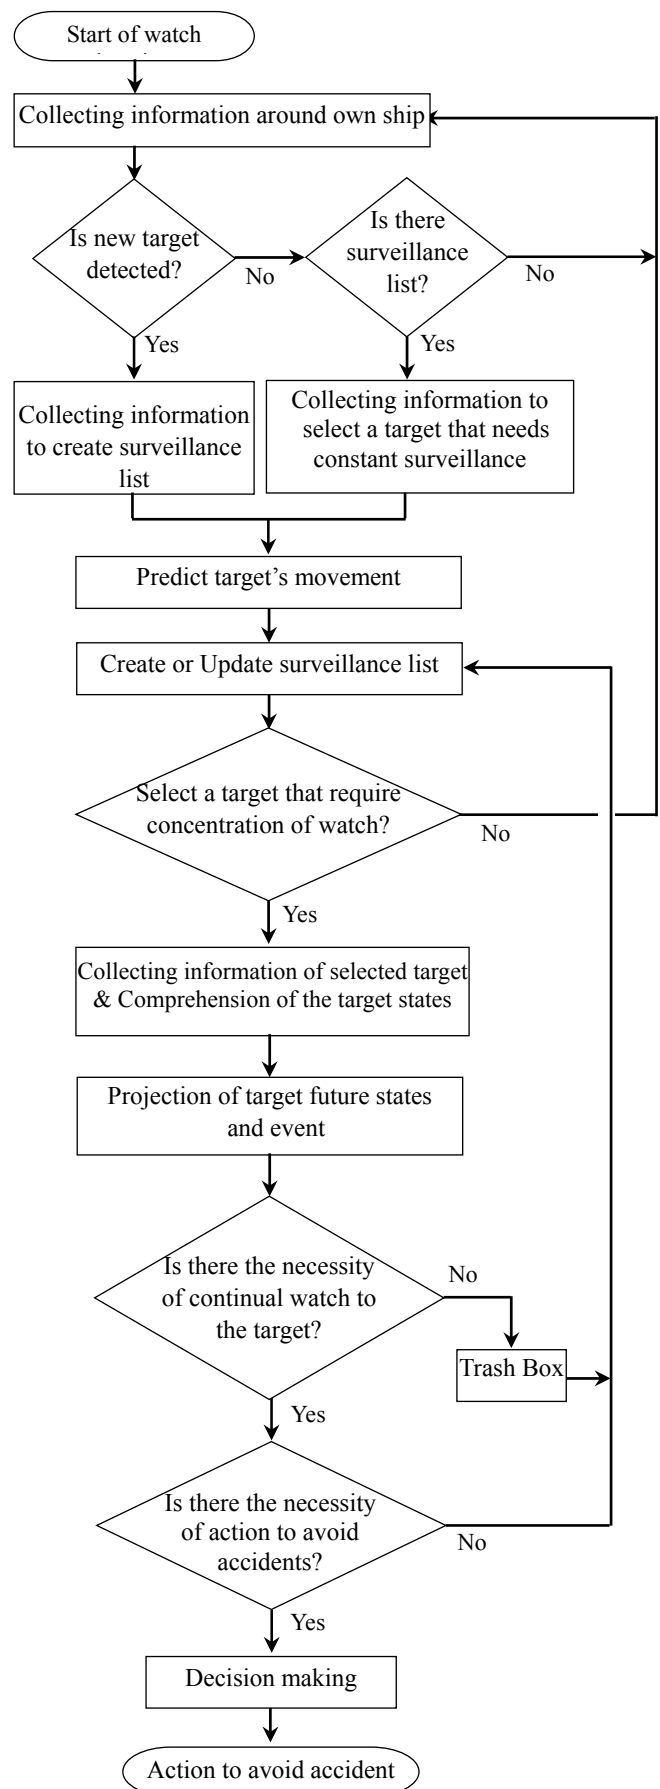 Start of watch
Collecting information around own ship
Is new target
detected?
No
Is there
surveillance
list?
No
Yes
Yes
Collecting information
to create surveillance
list
Collecting information to
select a target that needs
constant surveillance
Predict target’s movement
Create or Update surveillance list
Select a target that require
concentration of watch?
No
Yes
Collecting information of selected target
& Comprehension of the target states
Projection of target future states
and event
Is there the necessity
of continual watch to
the target?
No
Trash Box
Yes
Is there the necessity
of action to avoid
accidents?
No
Yes
Decision making
Action to avoid accident